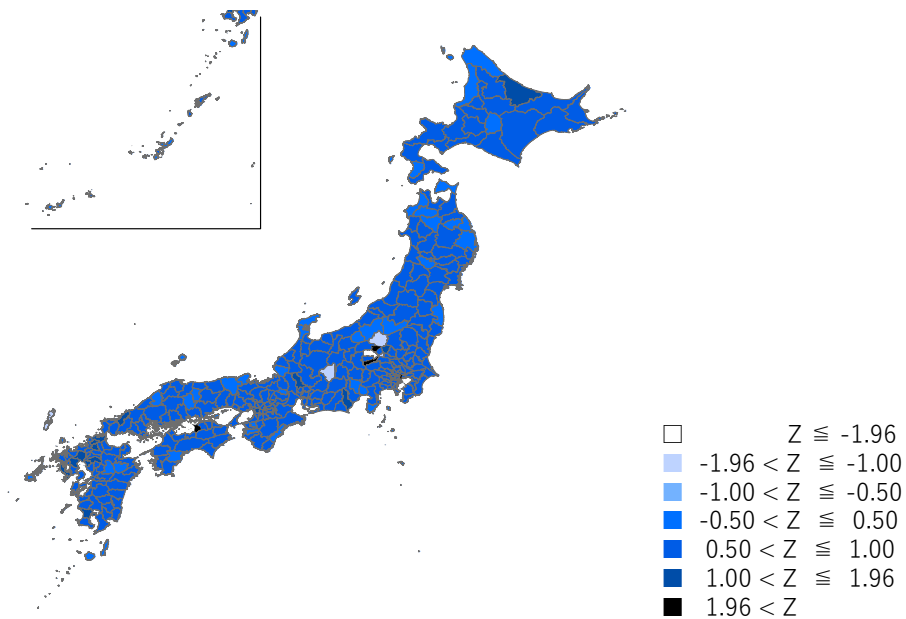 Z ≦ -1.96
-1.96 < Z ≦ -1.00
-1.00 < Z ≦ -0.50
-0.50 < Z ≦ 0.50
0.50 < Z ≦ 1.00
1.00 < Z ≦ 1.96
1.96 < Z